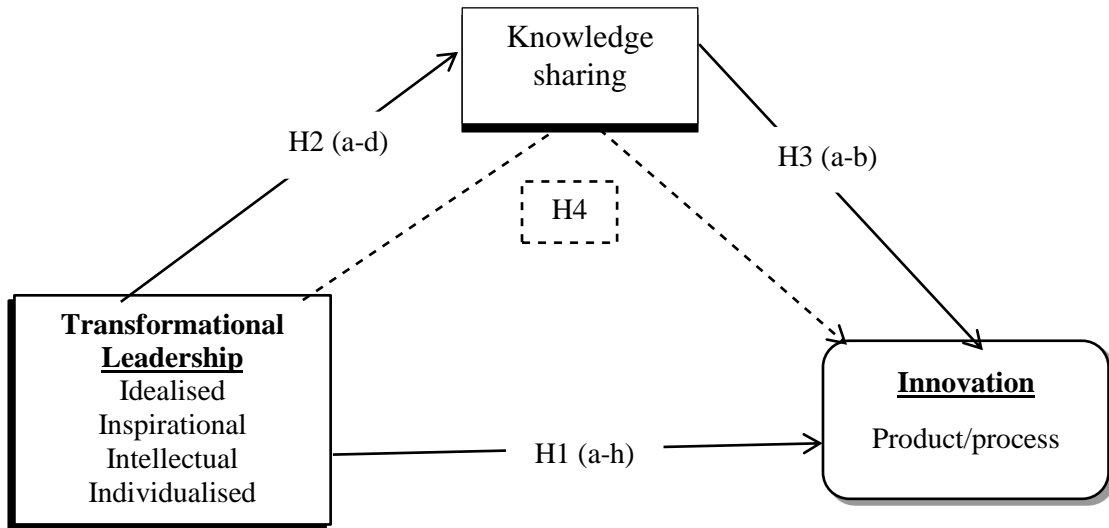 Knowledge
sharing
H2 (a-d)
H3 (a-b)
H4
Transformational
Leadership
Idealised
Inspirational
Intellectual
Individualised
H1 (a-h)
Innovation
Product/process